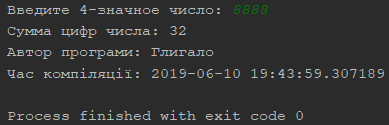 Введите 4-значное число: 8888
Сумма цифр числа: 32
Автор програми: Глигало
Час компіляції: 2019-06-10 19:43:59.307189
Process finished with exit code 0